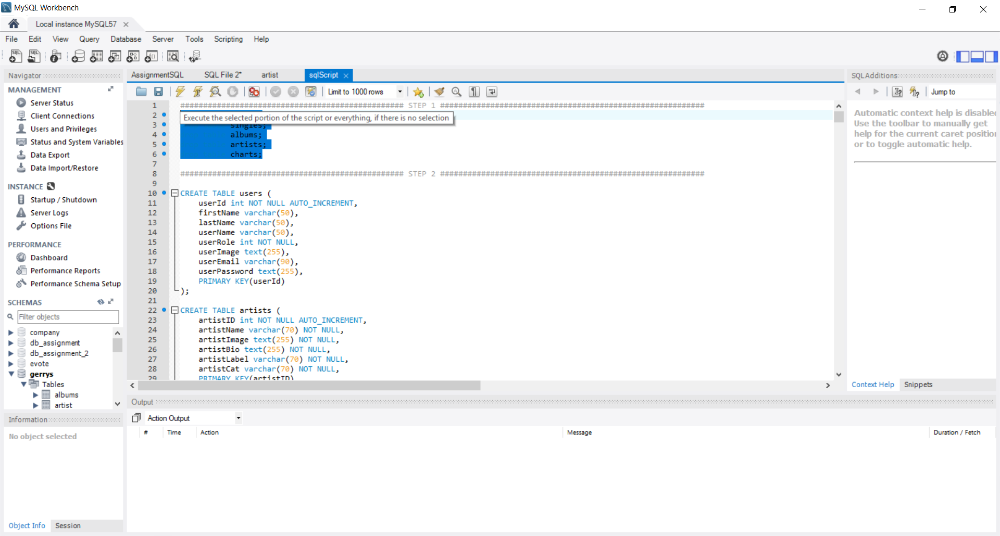 MySQL Workbench
Local instance MySQL57
File Edit View Query Database Server Tools Scripting Help
Navigator
MANAGEMENT
Server Status
Client Connections
Users and Privileges
Status and System Variables
Data Export
Data Import/Restore
INSTANCE
Startup / Shutdown
Server Logs
Options File
PERFORMANCE
Dashboard
Performance Reports
Performance Schema Setup
SCHEMAS
Filter objects
company
db_assignment
db_assignment_2
evote
gerrys
Tables
albums
artist
Information
No object selected
Object Info Session
AssignmentSQL SQL File 2* artist sqlScript
Limit to 1000 rows
1 ################################################# STEP 1 ##########################################################
Execute the selected portion of the script or everything, if there is no selection
2
3 singles;
4 albums;
5 artists;
6 charts;
7
8 ################################################# STEP 2 ##########################################################
9
10 CREATE TABLE users (
11 userId int NOT NULL AUTO_INCREMENT,
12 firstName varchar(50),
13 lastName varchar(50),
14 userName varchar(50),
15 userRole int NOT NULL,
16 userImage text(255),
17 userEmail varchar(90),
18 userPassword text(255),
19 PRIMARY KEY(userId)
20 );
21
22 CREATE TABLE artists (
23 artistID int NOT NULL AUTO_INCREMENT,
24 artistName varchar(70) NOT NULL,
25 artistImage text(255) NOT NULL,
26 artistBio text(255) NOT NULL,
27 artistLabel varchar(70) NOT NULL,
28 artistCat varchar(70) NOT NULL,
29 PRIMARY KEY(artistID)
Output
Action Output
# Time Action Message Duration / Fetch
SQLAdditions
Jump to
Automatic context help is disabled
Use the toolbar to manually get
help for the current caret position
or to toggle automatic help.
Context Help Snippets